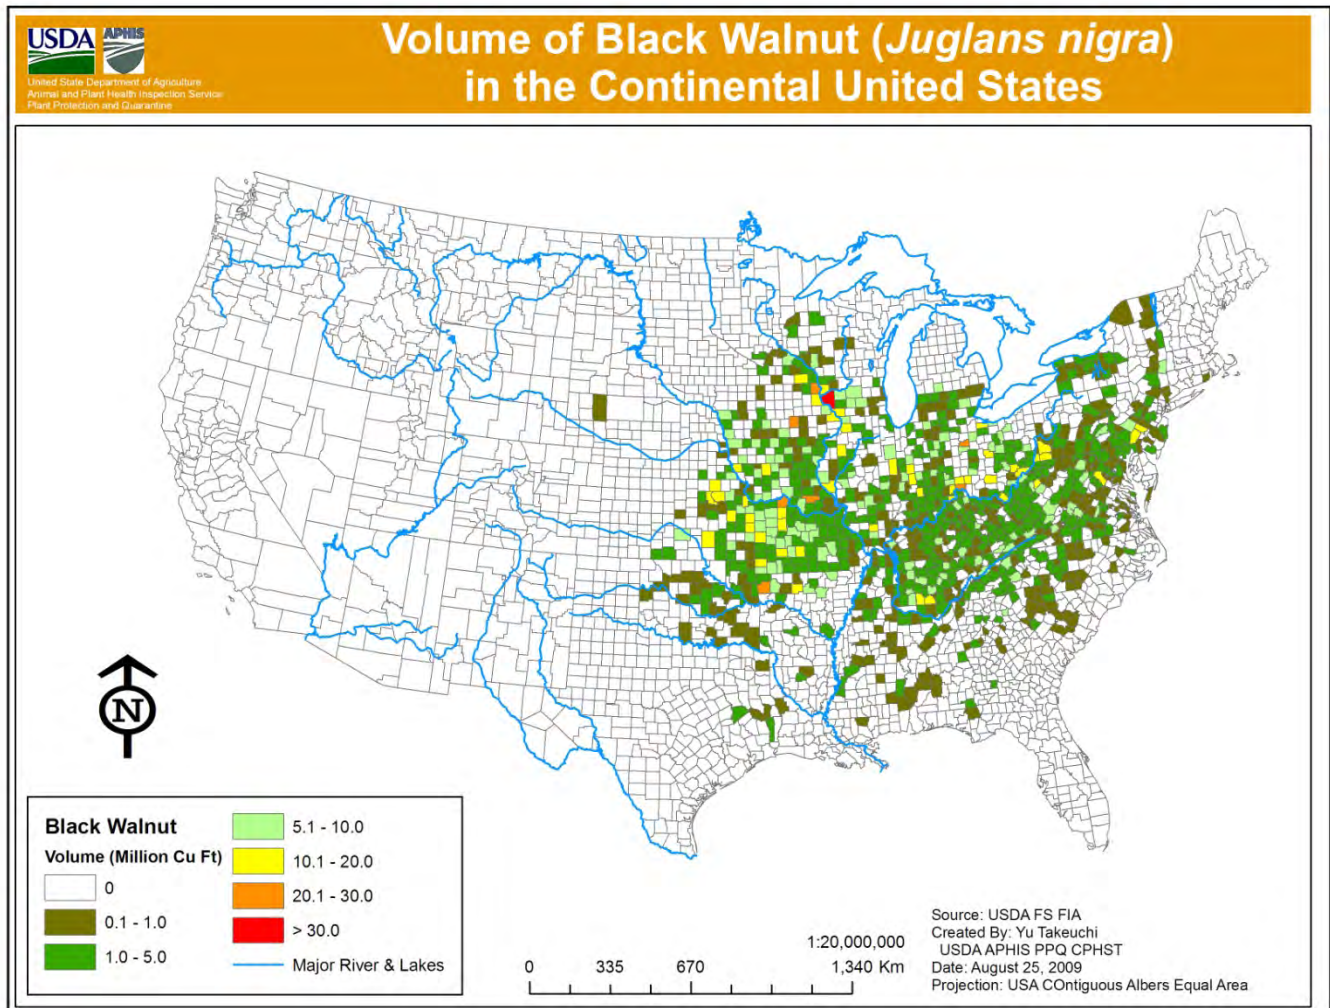 USDA
APHIS
United State Department of Agriculture
Animal and Plant Health Inspection Service
Plant Protection and Quarantine
Volume of Black Walnut (Juglans nigra)
in the Continental United States
N
Black Walnut
Volume (Million Cu Ft)
0
0.1 - 1.0
1.0 - 5.0
5.1 - 10.0
10.1 - 20.0
20.1 - 30.0
> 30.0
Major River & Lakes
1:20,000,000
0 335 670 1,340 Km
Source: USDA FS FIA
Created By: Yu Takeuchi
USDA APHIS PPQ CPHST
Date: August 25, 2009
Projection: USA COntiguous Albers Equal Area